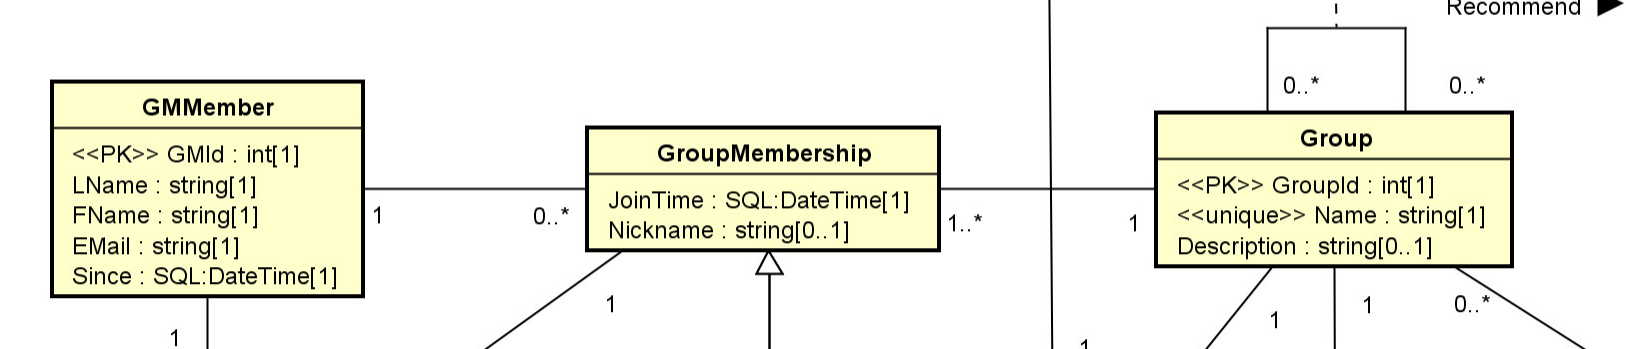 Recommend
0..*
0..*
GMMember
<<PK>> GMId : int[1]
LName : string[1]
FName : string[1]
EMail : string[1]
Since : SQL:DateTime[1]
1
0..*
GroupMembership
JoinTime : SQL:DateTime[1]
Nickname : string[0..1]
1..*
1
Group
<<PK>> GroupId : int[1]
<<unique>> Name : string[1]
Description : string[0..1]
1
1
1
1
1
0..*